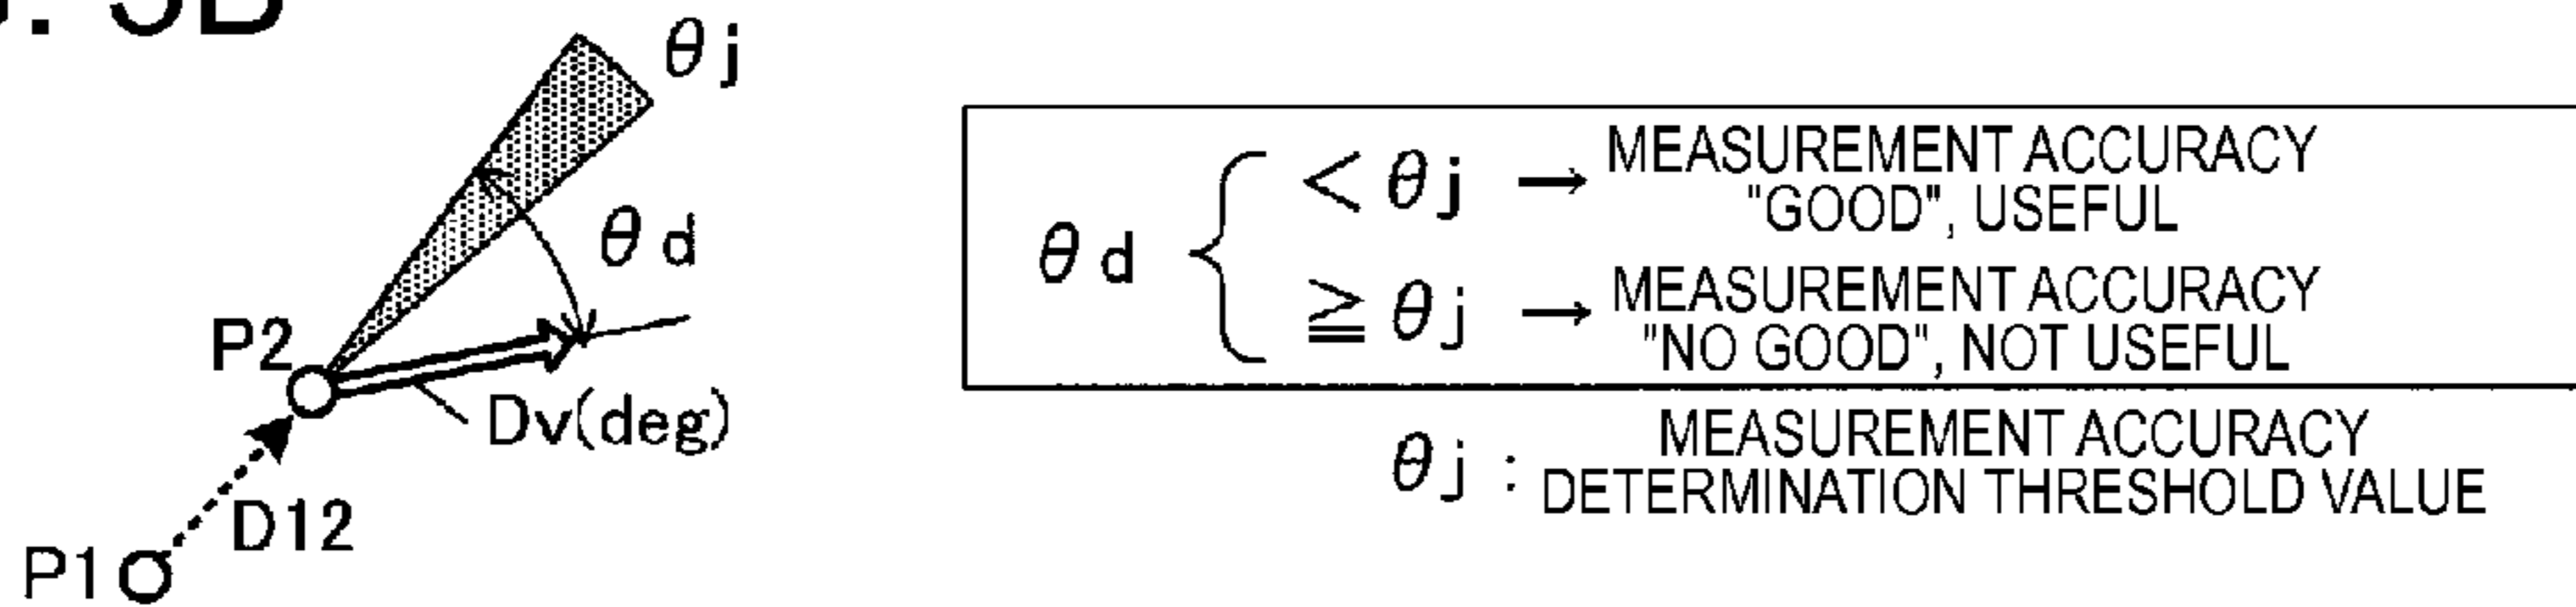 θj
θd
P2
Dv(deg)
D12
P1
θd { < θj → MEASUREMENT ACCURACY
"GOOD", USEFUL
≧ θj → MEASUREMENT ACCURACY
"NO GOOD", NOT USEFUL
θj : MEASUREMENT ACCURACY
DETERMINATION THRESHOLD VALUE